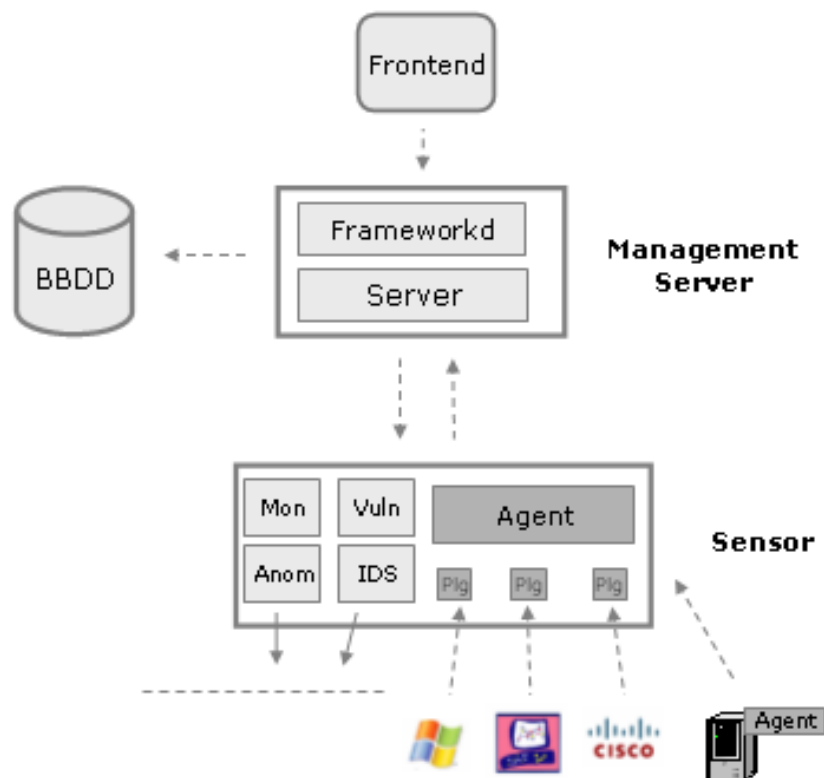 Frontend
BBDD
Frameworkd
Server
Management
Server
Mon
Vuln
Agent
Anom
IDS
Plg
Plg
Plg
Sensor
CISCO
Agent